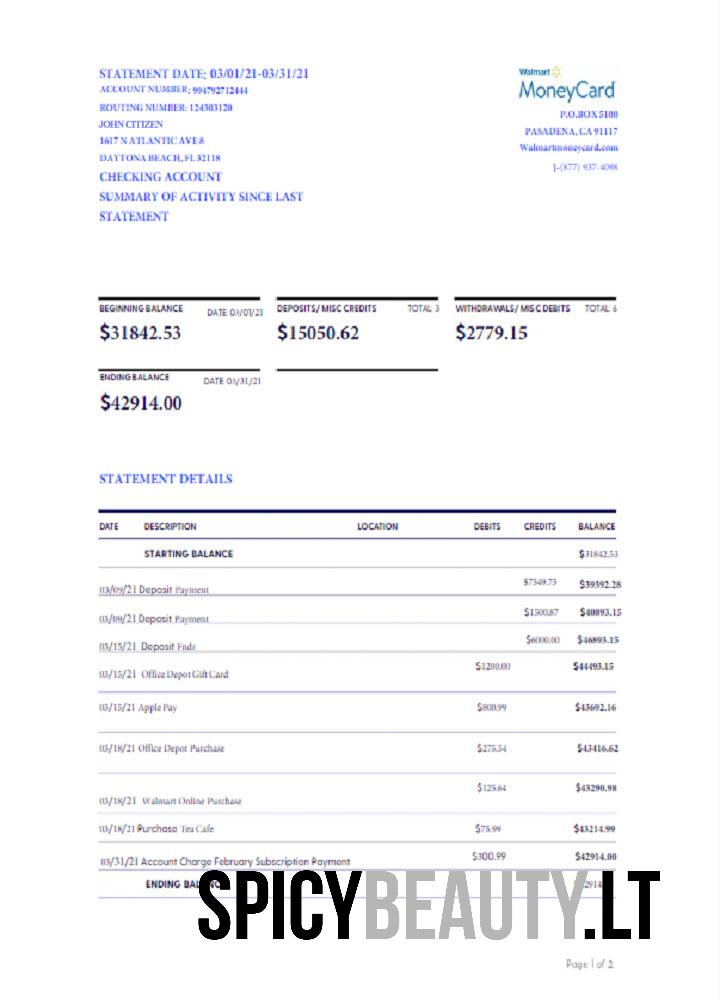 STATEMENT DATE: 03/01/21-03/31/21
ACCOUNT NUMBER: 994792712444
ROUTING NUMBER: 124303120
JOHN CITIZEN
1617 N ATLANTIC AVE 8
DAYTONA BEACH, FL 32118
CHECKING ACCOUNT
SUMMARY OF ACTIVITY SINCE LAST
STATEMENT
Walmart
MoneyCard
P.O.BOX 5100
PASADENA, CA 91117
Walmartmoneycard.com
1-(877) 937-4098
BEGINNING BALANCE DATE 03/01/21 DEPOSITS/ MISC CREDITS TOTAL 3 WITHDRAWALS/ MISC DEBITS TOTAL 6
$31842.53 $15050.62 $2779.15
ENDING BALANCE DATE 03/31/21
$42914.00
STATEMENT DETAILS
DATE DESCRIPTION LOCATION DEBITS CREDITS BALANCE
STARTING BALANCE $31842.53
03/09/21 Deposit Payment $7549.75 $39392.28
03/09/21 Deposit Payment $1500.87 $40893.15
03/15/21 Deposit $6000.00 $46893.15
03/15/21 Office Depot Gift Card $1200.00 $44493.15
03/15/21 Apple Pay $800.99 $43692.16
03/18/21 Office Depot Purchase $275.54 $43416.62
03/18/21 Walmart Online Purchase $125.64 $43290.98
03/18/21 Purchase Tea Cafe $75.99 $43214.99
03/31/21 Account Charge February Subscription Payment $300.99 $42914.00
ENDING
SPICYBEAUTY.LT
Page 1 of 2